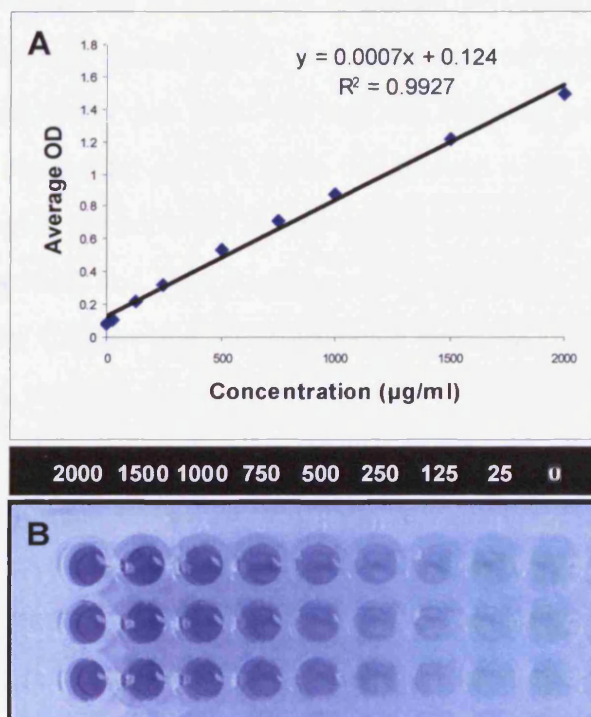 A
y = 0.0007x + 0.124
R² = 0.9927
1.8
1.6
1.4
1.2
1
0.8
0.6
0.4
0.2
0
Average OD
0 500 1000 1500 2000
Concentration (µg/ml)
2000 1500 1000 750 500 250 125 25 0
B